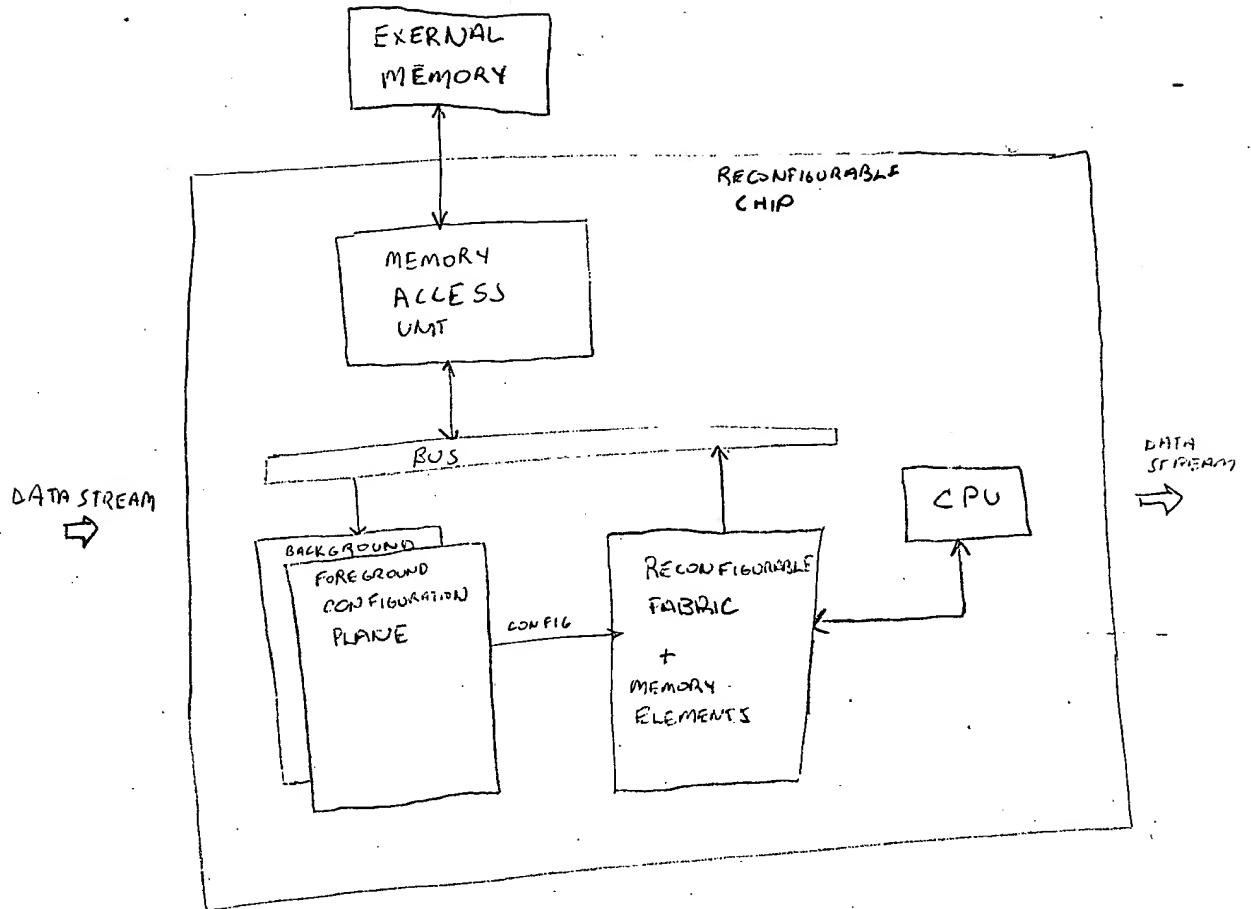 EXERNAL
MEMORY
RECONFIGURABLE
CHIP
MEMORY
ACCESS
UNIT
BUS
DATA STREAM
DATA
STREAM
CPU
BACKGROUND
FOREGROUND
CONFIGURATION
PLANE
CONFIG
RECONFIGURABLE
FABRIC
+
MEMORY
ELEMENTS